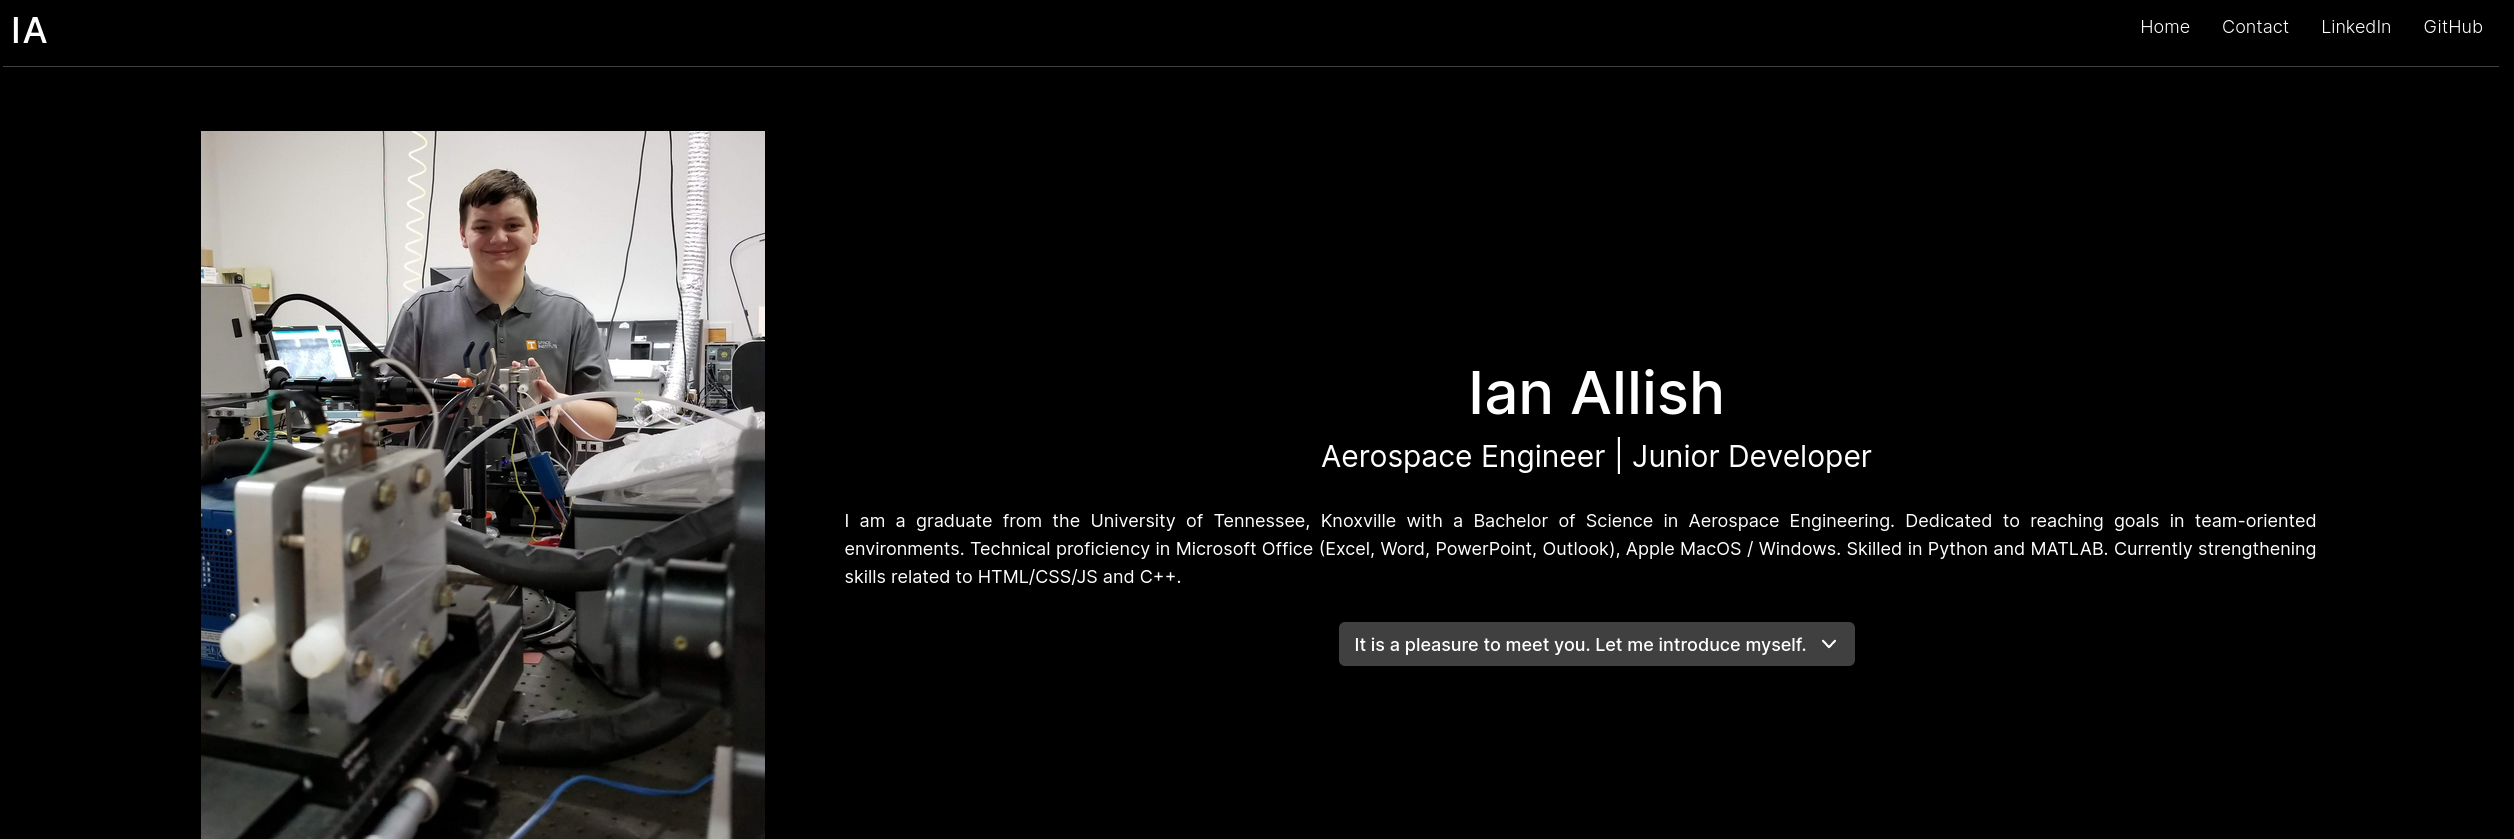 IA
Home Contact LinkedIn GitHub
Ian Allish
Aerospace Engineer | Junior Developer
I am a graduate from the University of Tennessee, Knoxville with a Bachelor of Science in Aerospace Engineering. Dedicated to reaching goals in team-oriented
environments. Technical proficiency in Microsoft Office (Excel, Word, PowerPoint, Outlook), Apple MacOS / Windows. Skilled in Python and MATLAB. Currently strengthening
skills related to HTML/CSS/JS and C++.
It is a pleasure to meet you. Let me introduce myself.